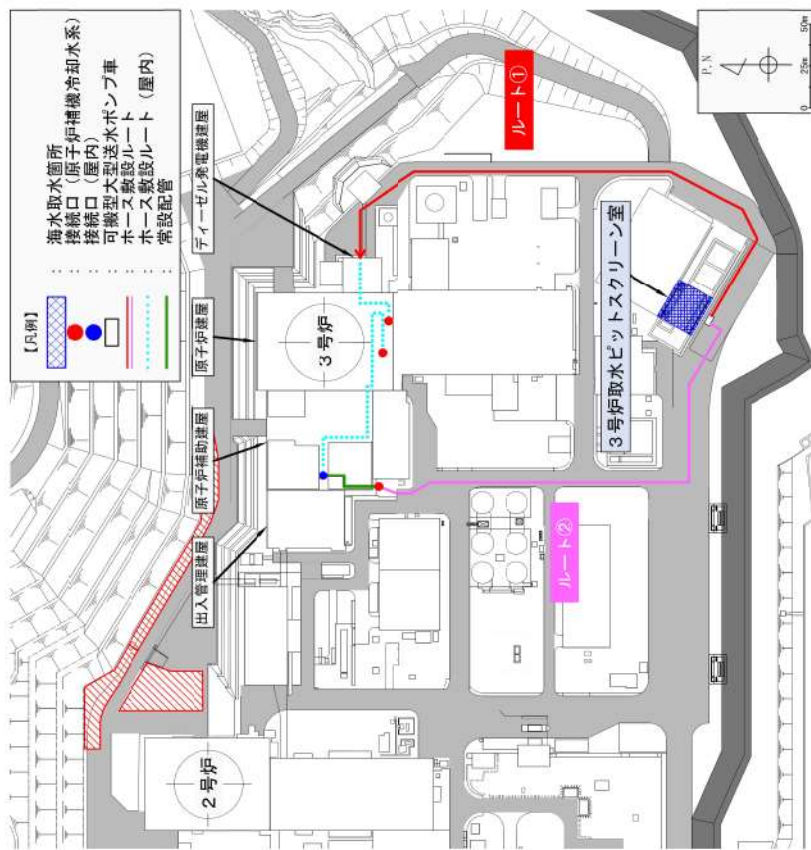 【凡例】
： 海水取水箇所
： 接続口（原子炉補機冷却水系）
： 接続口（屋内）
： 可搬型大型送水ポンプ車
： ホース敷設ルート
： ホース敷設ルート（屋内）
： 常設配管
出入管理建屋
原子炉補助建屋
原子炉建屋
ディーゼル発電機建屋
2号炉
3号炉
ルート①
ルート②
3号炉取水ピットスクリーン室
P.N
0 25m 50m